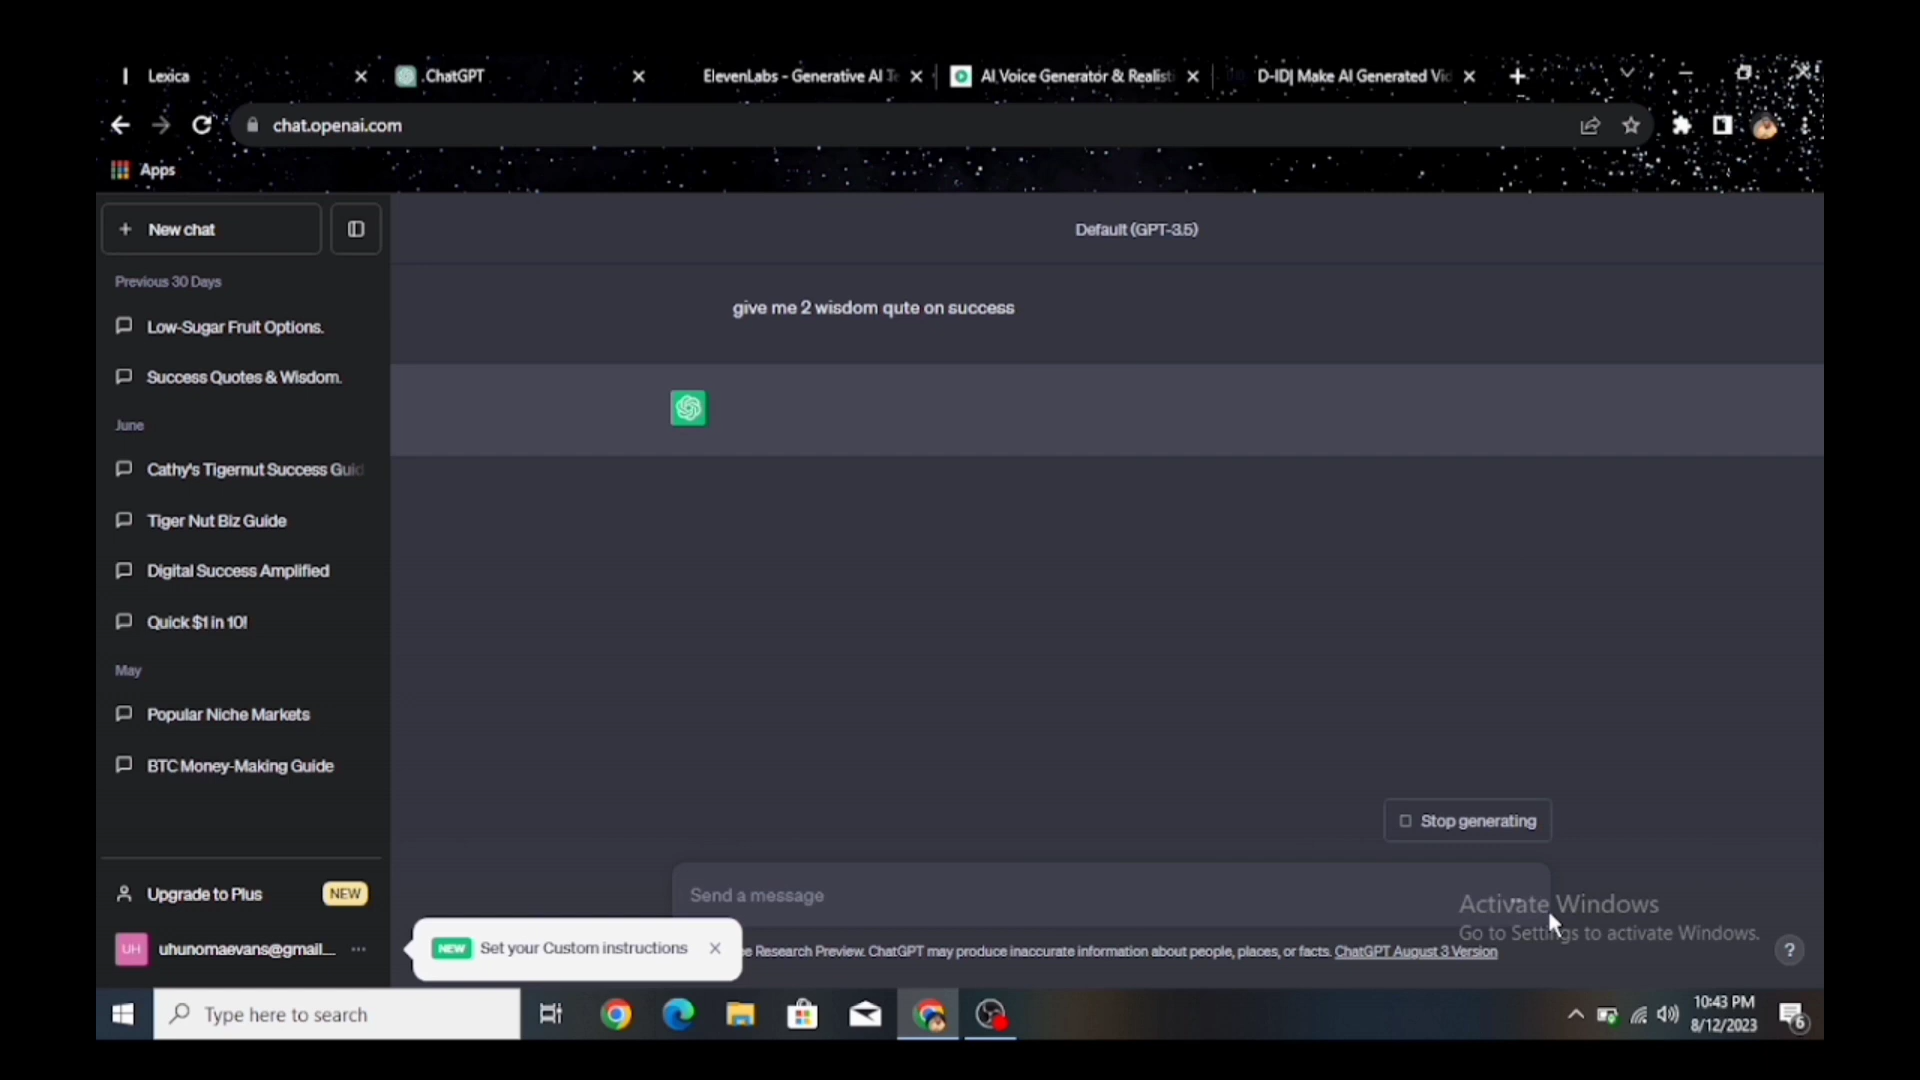 Lexica
ChatGPT
ElevenLabs - Generative AI Te
AI Voice Generator & Realist
D-ID| Make AI Generated Vid
chat.openai.com
Apps
New chat
Default (GPT-3.5)
Previous 30 Days
give me 2 wisdom qute on success
Low-Sugar Fruit Options.
Success Quotes & Wisdom.
June
Cathy's Tigernut Success Guid
Tiger Nut Biz Guide
Digital Success Amplified
Quick $1 in 10!
May
Popular Niche Markets
BTC Money-Making Guide
Stop generating
Upgrade to Plus
NEW
Send a message
Activate Windows
Go to Settings to activate Windows.
UH
uhunomaevans@gmail....
NEW Set your Custom instructions
Research Preview. ChatGPT may produce inaccurate information about people, places, or facts. ChatGPT August 3 Version
?
Type here to search
10:43 PM
8/12/2023
6